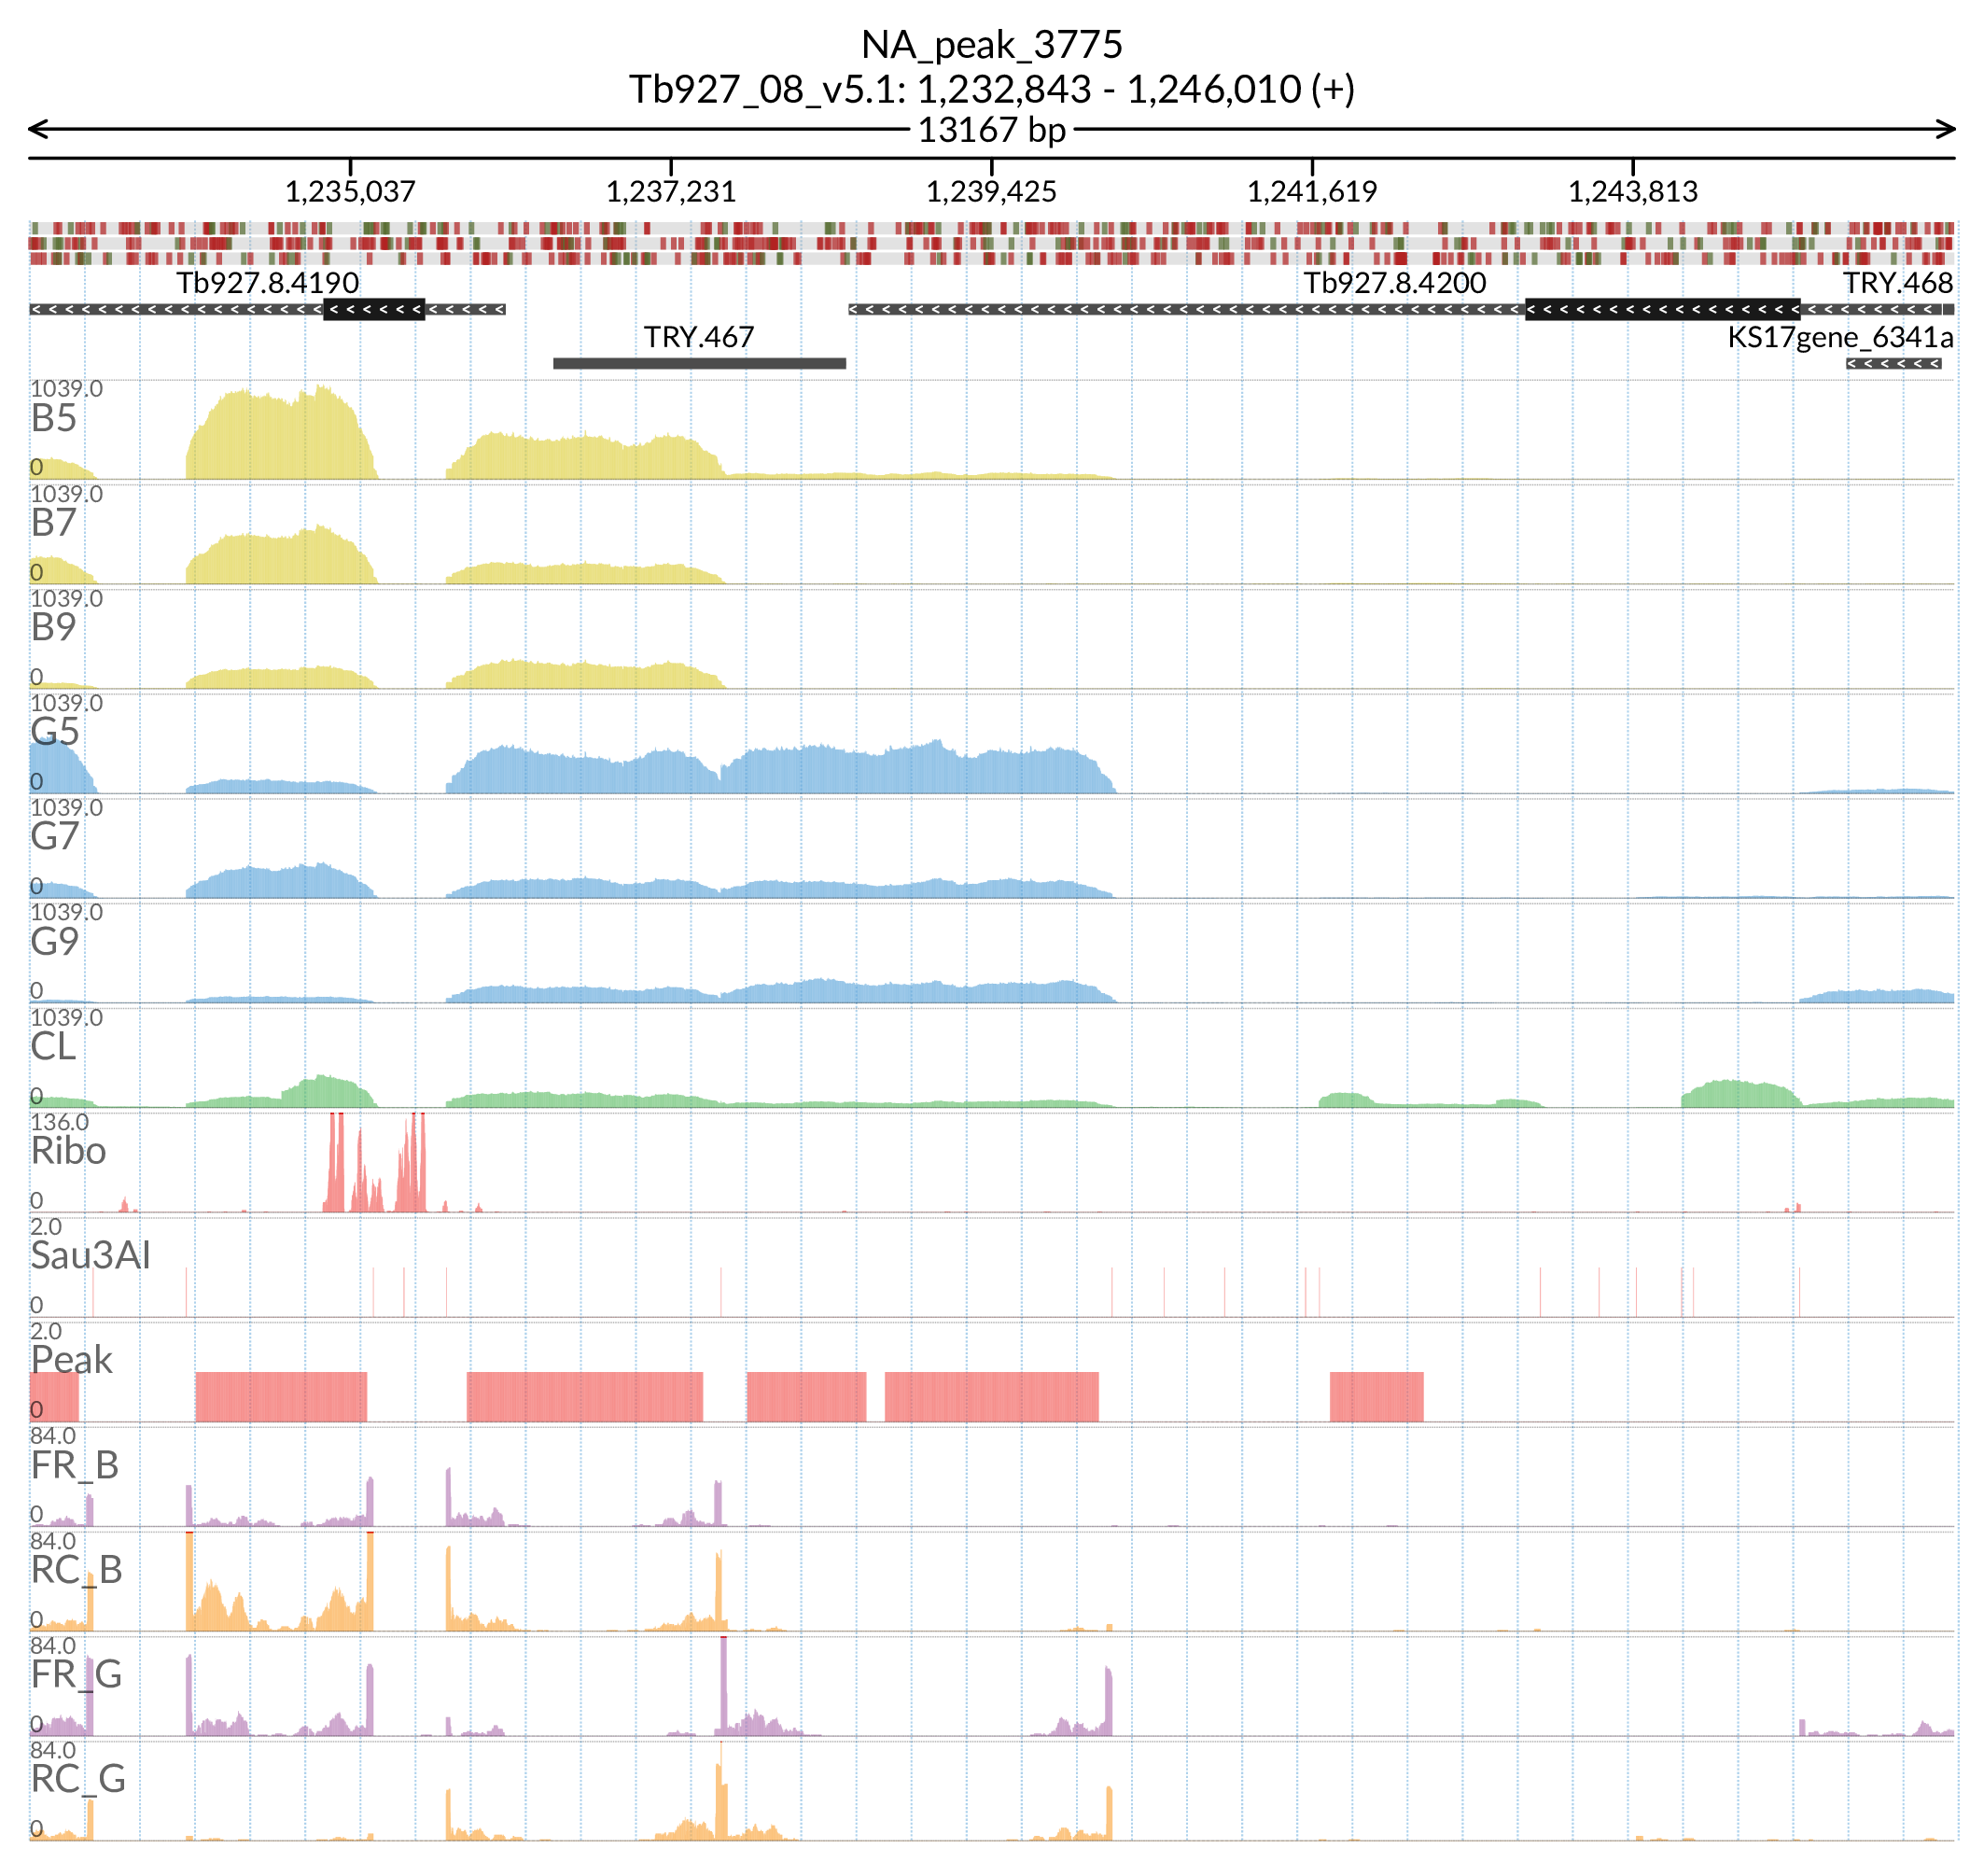 NA_peak_3775
Tb927_08_v5.1: 1,232,843 - 1,246,010 (+)
13167 bp
1,235,037 1,237,231 1,239,425 1,241,619 1,243,813
Tb927.8.4190 Tb927.8.4200 TRY.468
TRY.467 KS17gene_6341a
1039.0
B5
0
1039.0
B7
0
1039.0
B9
0
1039.0
G5
0
1039.0
G7
0
1039.0
G9
0
1039.0
CL
0
136.0
Ribo
0
2.0
Sau3AI
0
2.0
Peak
0
84.0
FR_B
0
84.0
RC_B
0
84.0
FR_G
0
84.0
RC_G
0